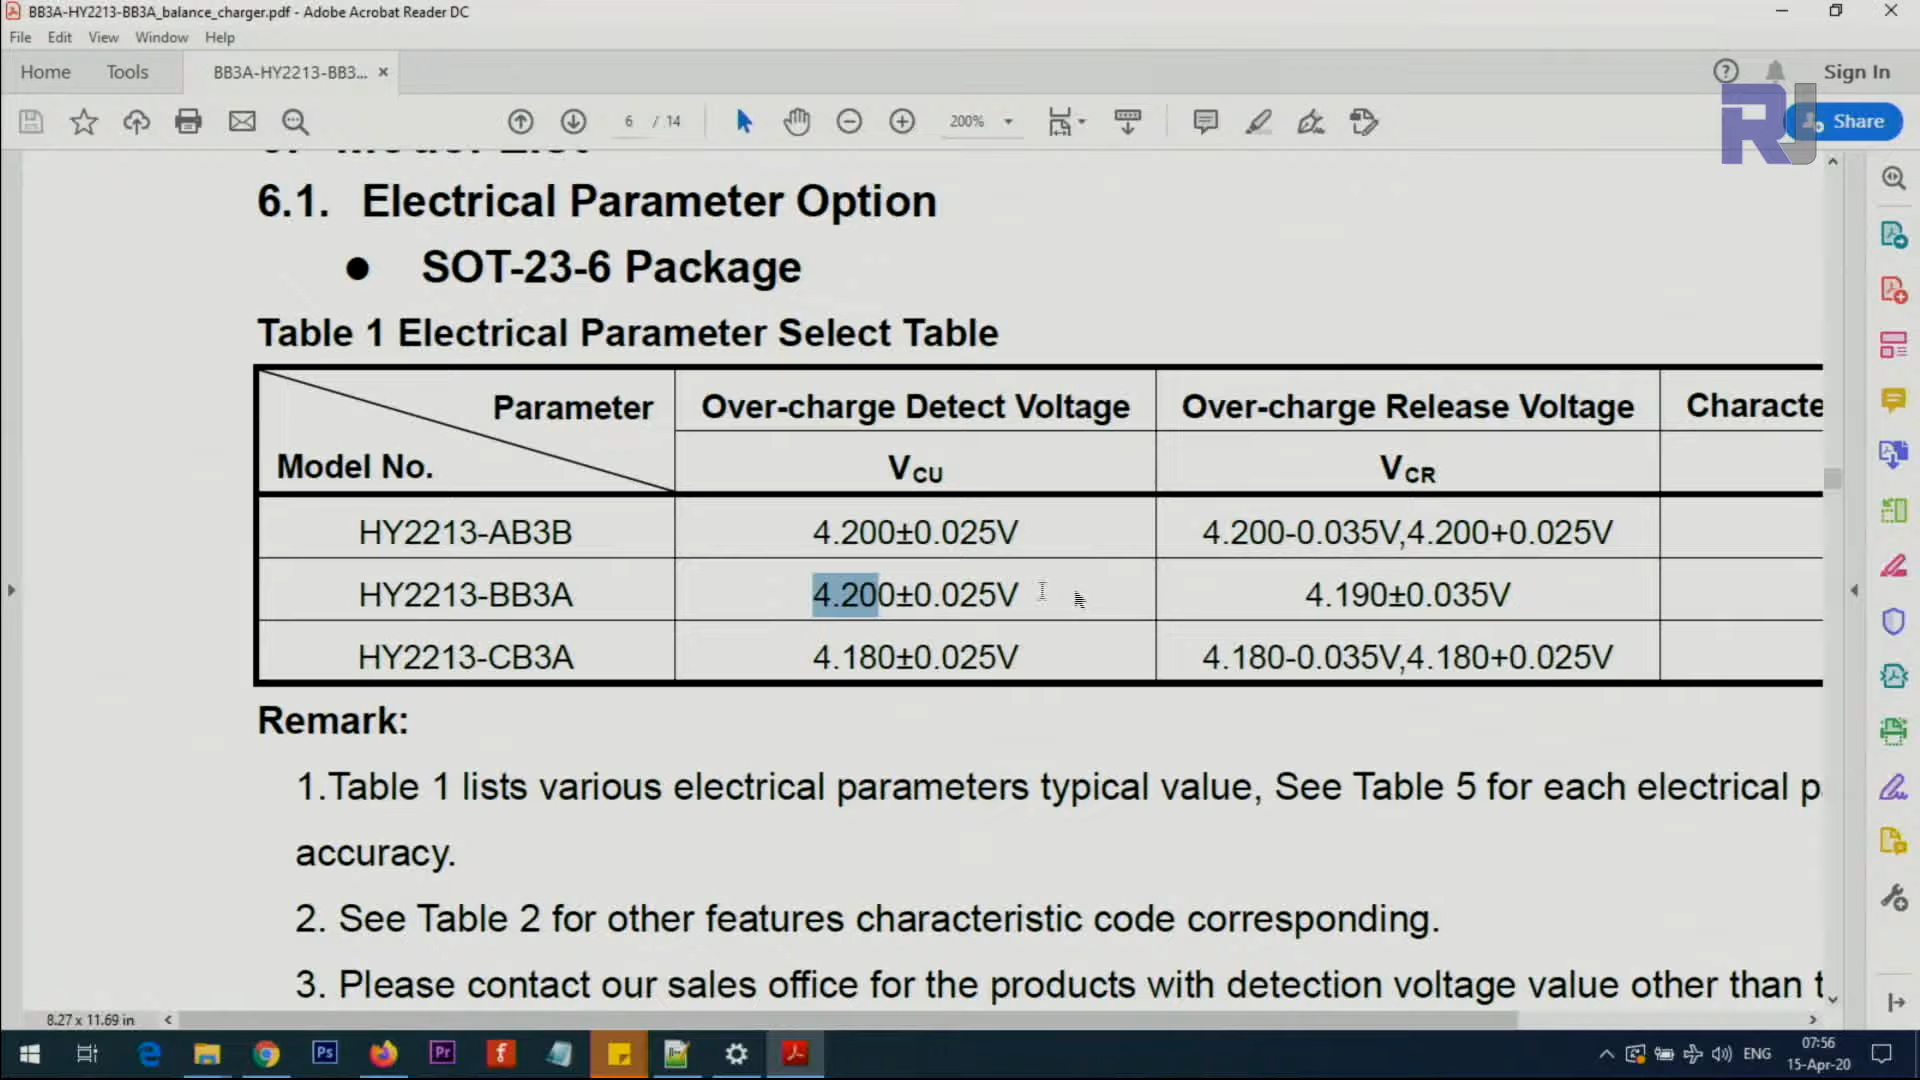 BB3A-HY2213-BB3A_balance_charger.pdf - Adobe Acrobat Reader DC
File Edit View Window Help
Home Tools BB3A-HY2213-BB3... × Sign In
6 / 14 200% Share
RJ
6.1. Electrical Parameter Option
● SOT-23-6 Package
Table 1 Electrical Parameter Select Table
Parameter Over-charge Detect Voltage Over-charge Release Voltage Characte
Model No. VCU VCR
HY2213-AB3B 4.200±0.025V 4.200-0.035V,4.200+0.025V
HY2213-BB3A 4.200±0.025V 4.190±0.035V
HY2213-CB3A 4.180±0.025V 4.180-0.035V,4.180+0.025V
Remark:
1.Table 1 lists various electrical parameters typical value, See Table 5 for each electrical p
accuracy.
2. See Table 2 for other features characteristic code corresponding.
3. Please contact our sales office for the products with detection voltage value other than t
8.27 x 11.69 in
Ps Pr f ENG 07:56
15-Apr-20